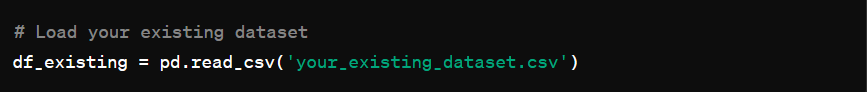 # Load your existing dataset
df_existing = pd.read_csv('your_existing_dataset.csv')